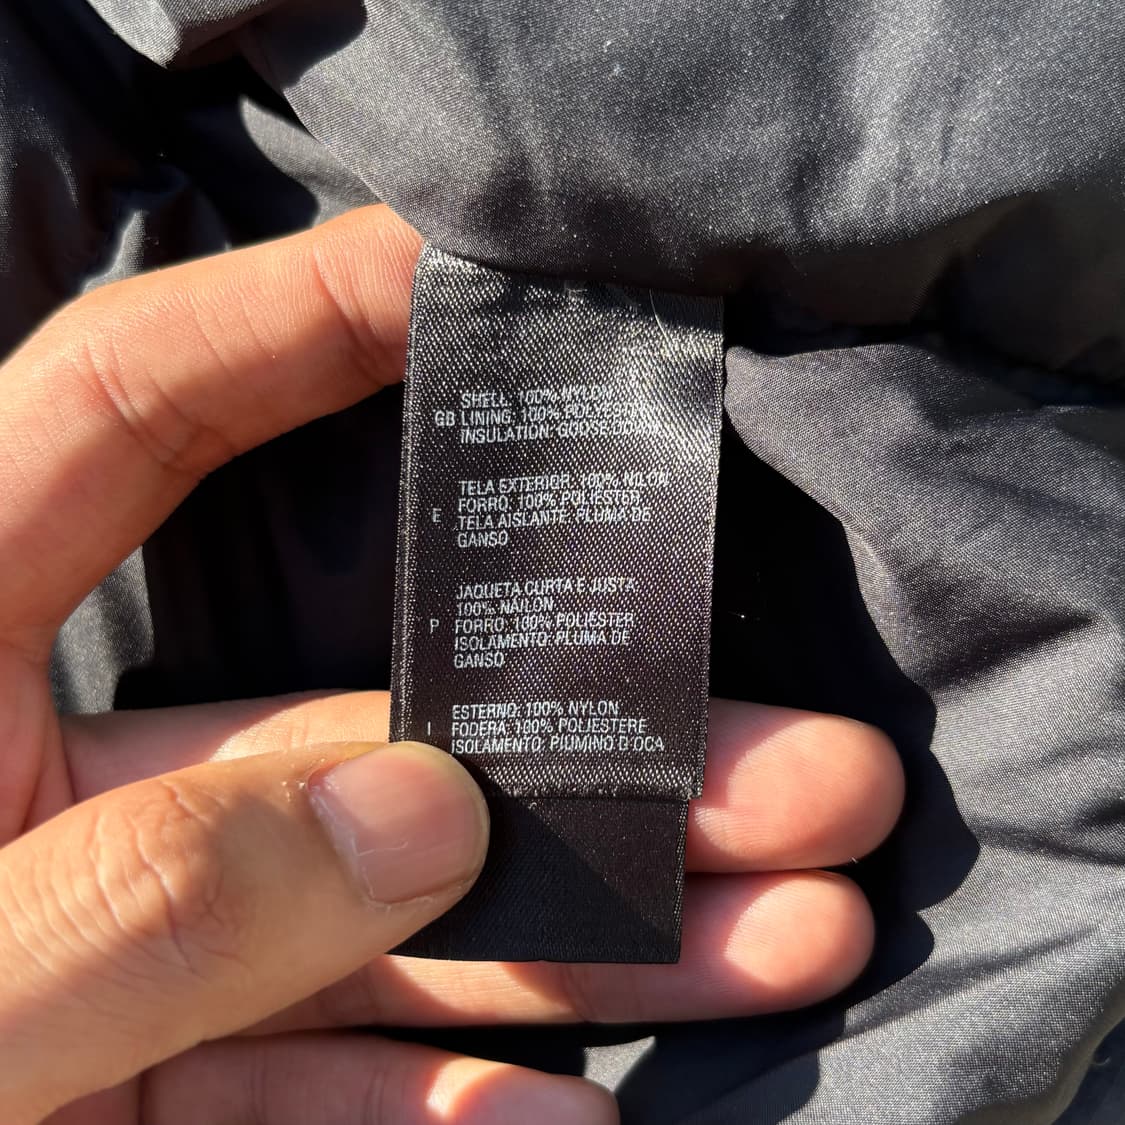 SHELL: 100% NYLON
GB LINING: 100% POLYESTER
INSULATION: GOOSE DOWN
TELA EXTERIOR: 100% NILON
FORRO: 100% POLIESTER
E TELA AISLANTE: PLUMA DE
GANSO
JAQUETA CURTA E JUSTA
100% NAILON
P FORRO: 100% POLIÉSTER
ISOLAMENTO: PLUMA DE
GANSO
ESTERNO: 100% NYLON
I FODERA: 100% POLIESTERE
ISOLAMENTO: PIUMINO D'OCA